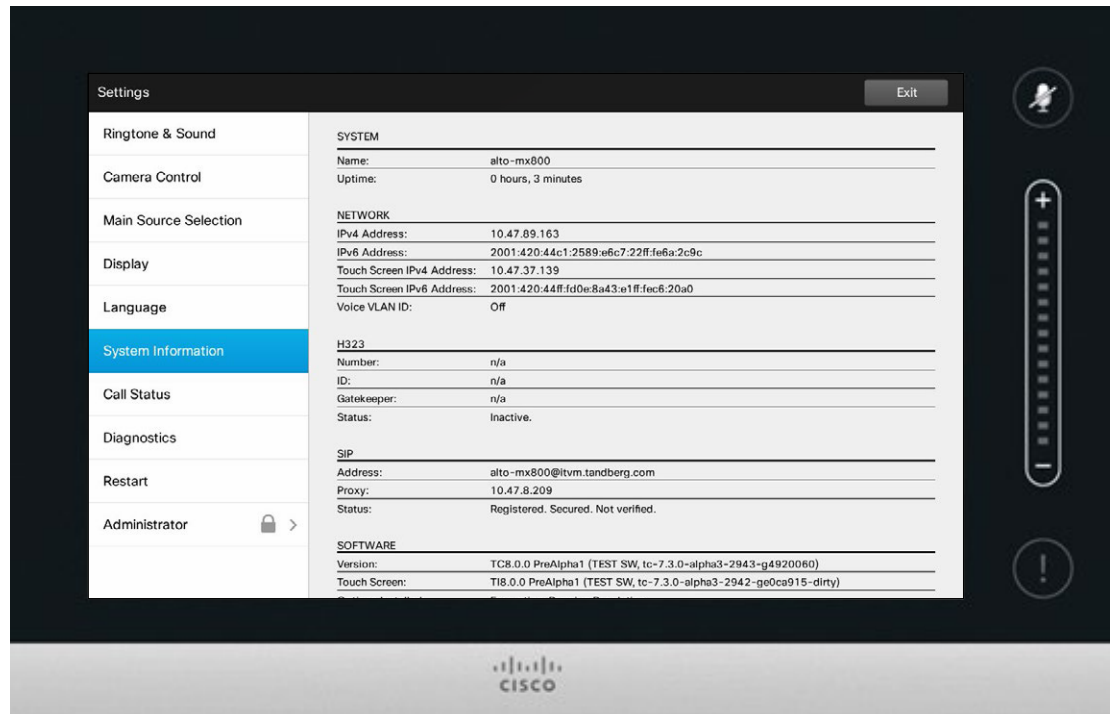 Settings
Exit
Ringtone & Sound
Camera Control
Main Source Selection
Display
Language
System Information
Call Status
Diagnostics
Restart
Administrator
SYSTEM
Name: alto-mx800
Uptime: 0 hours, 3 minutes
NETWORK
IPv4 Address: 10.47.89.163
IPv6 Address: 2001:420:44c1:2589:e6c7:22ff:fe6a:2c9c
Touch Screen IPv4 Address: 10.47.37.139
Touch Screen IPv6 Address: 2001:420:44ff:fd0e:8a43:e1ff:fec6:20a0
Voice VLAN ID: Off
H323
Number: n/a
ID: n/a
Gatekeeper: n/a
Status: Inactive.
SIP
Address: alto-mx800@itvm.tandberg.com
Proxy: 10.47.8.209
Status: Registered. Secured. Not verified.
SOFTWARE
Version: TC8.0.0 PreAlpha1 (TEST SW, tc-7.3.0-alpha3-2943-g4920060)
Touch Screen: TI8.0.0 PreAlpha1 (TEST SW, tc-7.3.0-alpha3-2942-ge0ca915-dirty)
+
−
!
CISCO